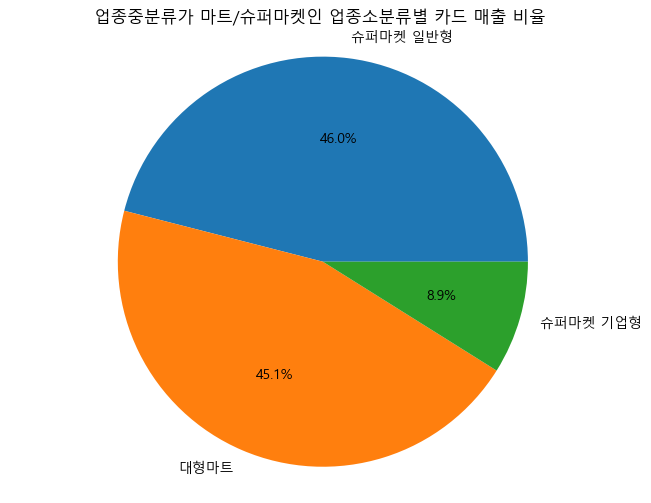 업종중분류가 마트/슈퍼마켓인 업종소분류별 카드 매출 비율
슈퍼마켓 일반형
46.0%
8.9%
슈퍼마켓 기업형
45.1%
대형마트